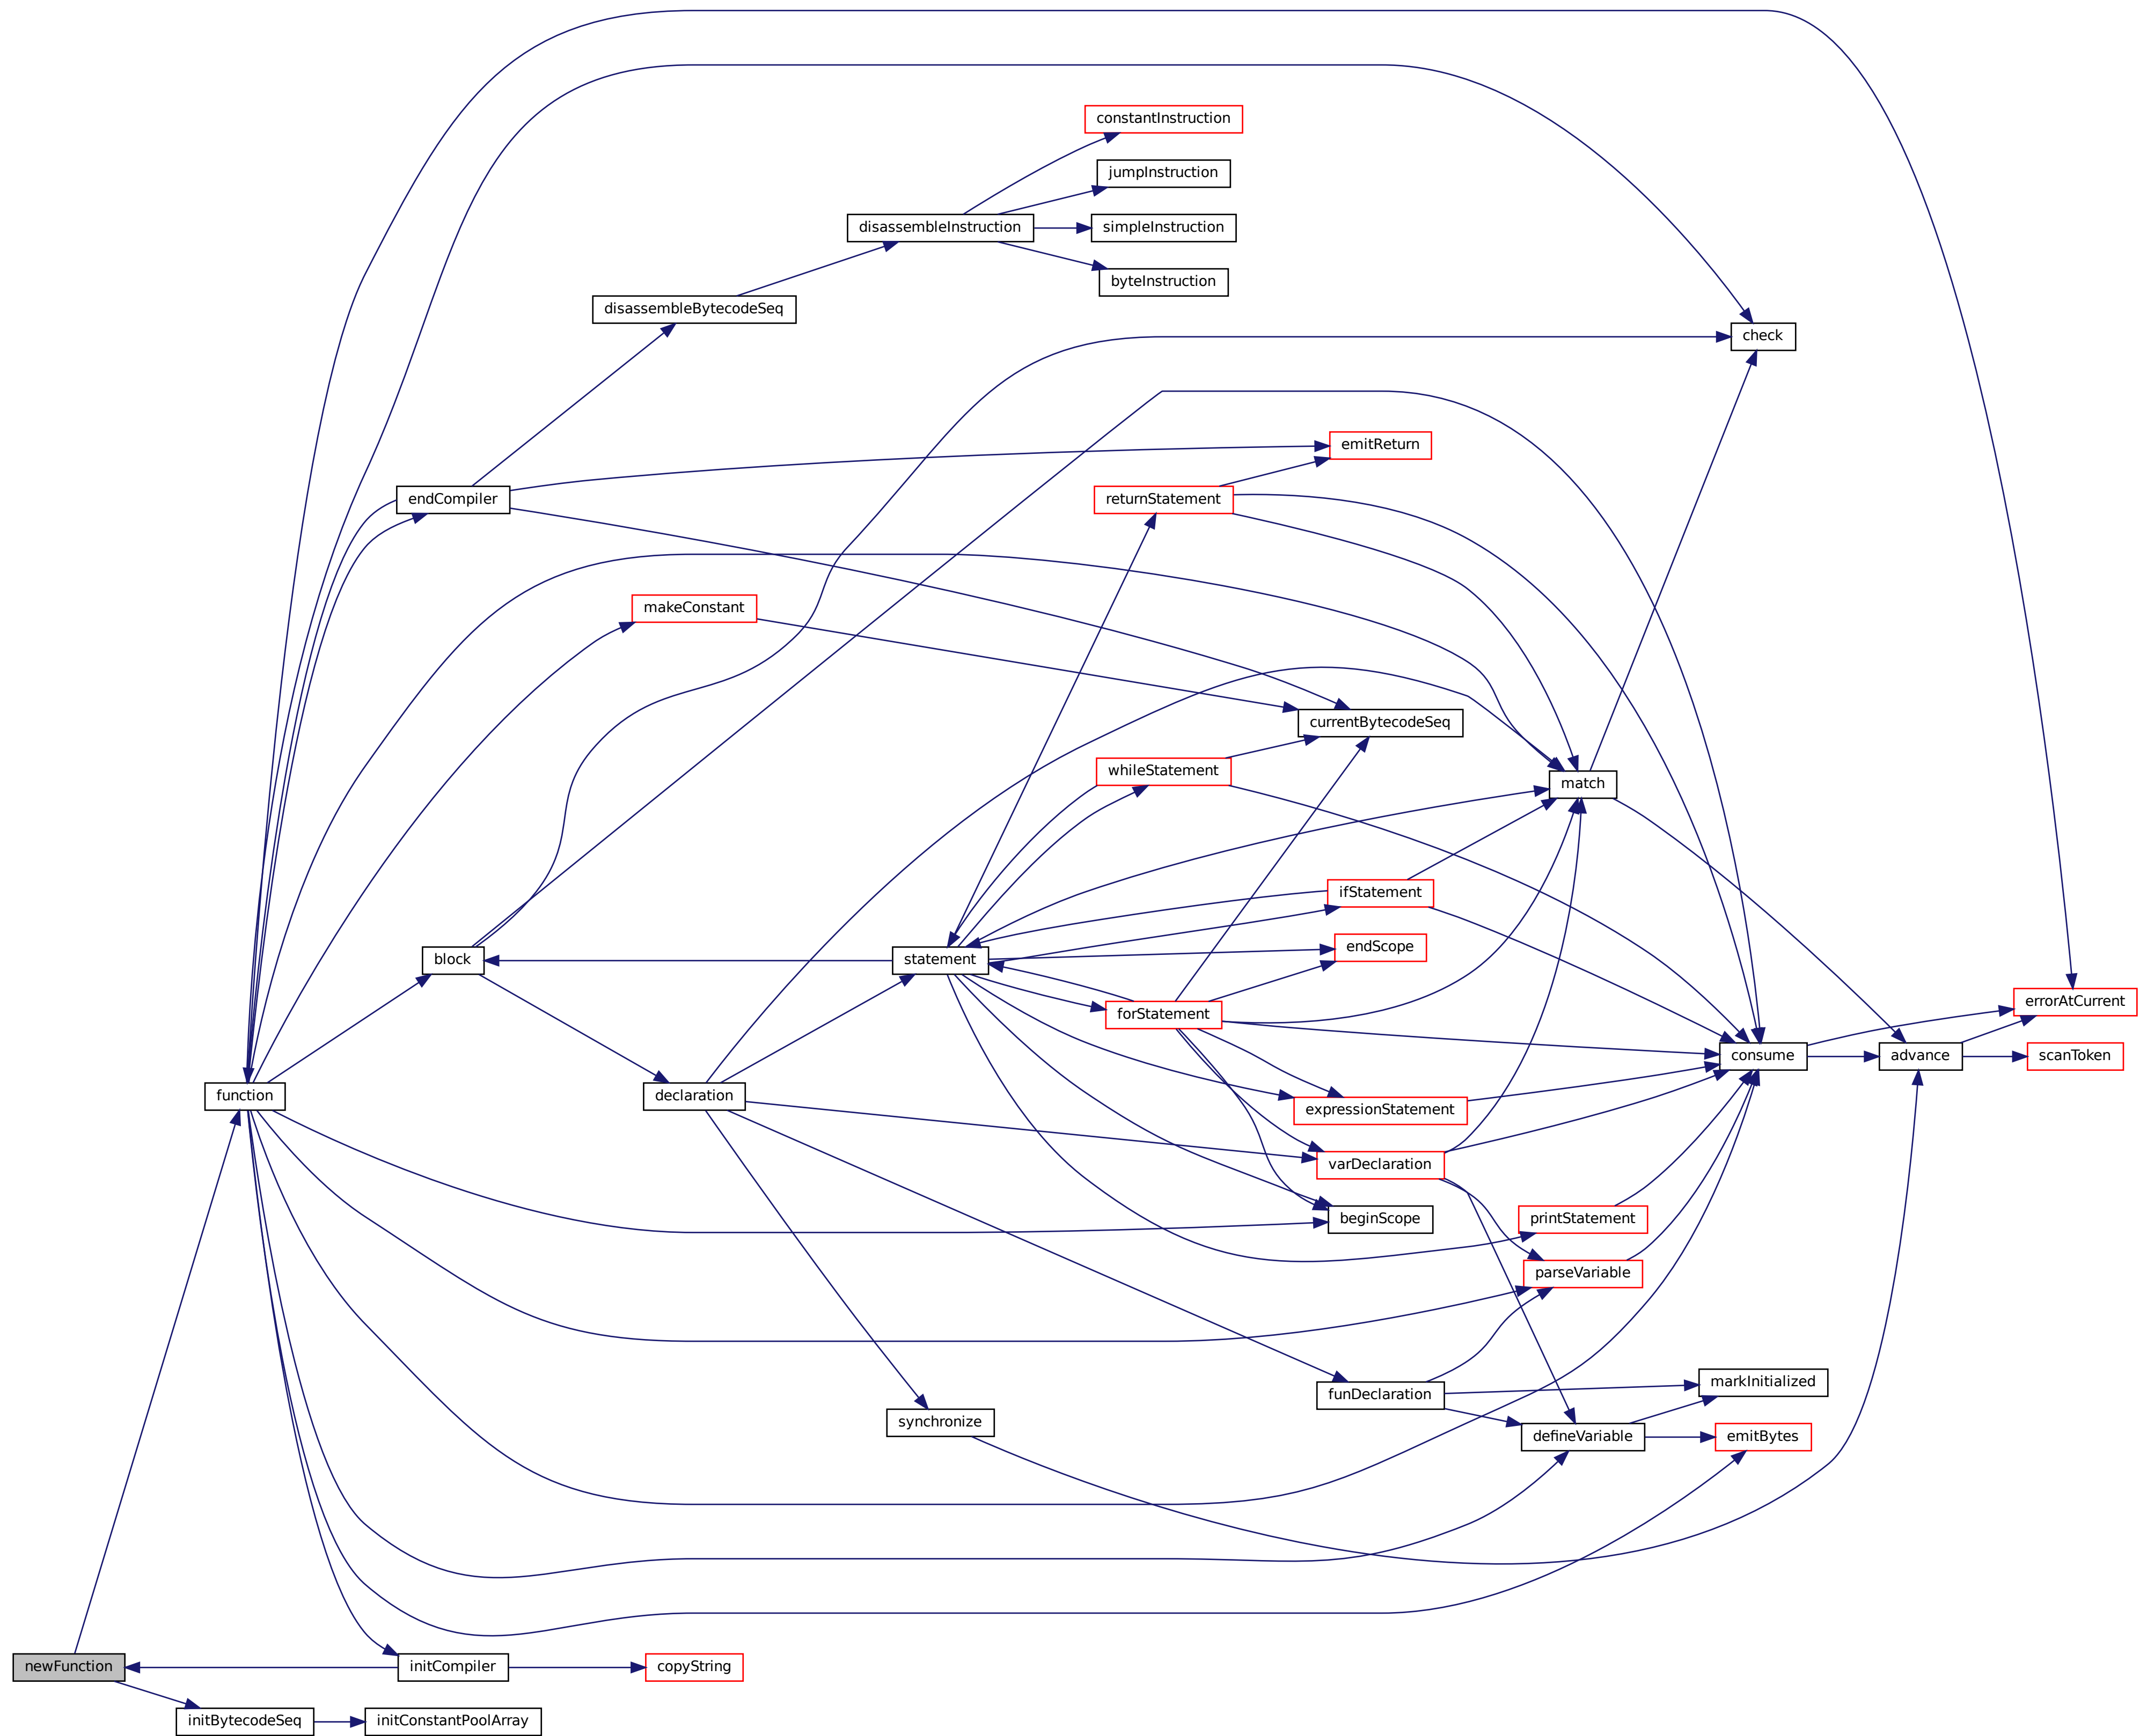 constantInstruction
jumpInstruction
disassembleInstruction
simpleInstruction
byteInstruction
disassembleBytecodeSeq
check
emitReturn
endCompiler
returnStatement
makeConstant
currentBytecodeSeq
whileStatement
match
ifStatement
endScope
block
statement
errorAtCurrent
forStatement
consume
advance
scanToken
function
declaration
expressionStatement
varDeclaration
beginScope
printStatement
parseVariable
markInitialized
funDeclaration
synchronize
defineVariable
emitBytes
newFunction
initCompiler
copyString
initBytecodeSeq
initConstantPoolArray